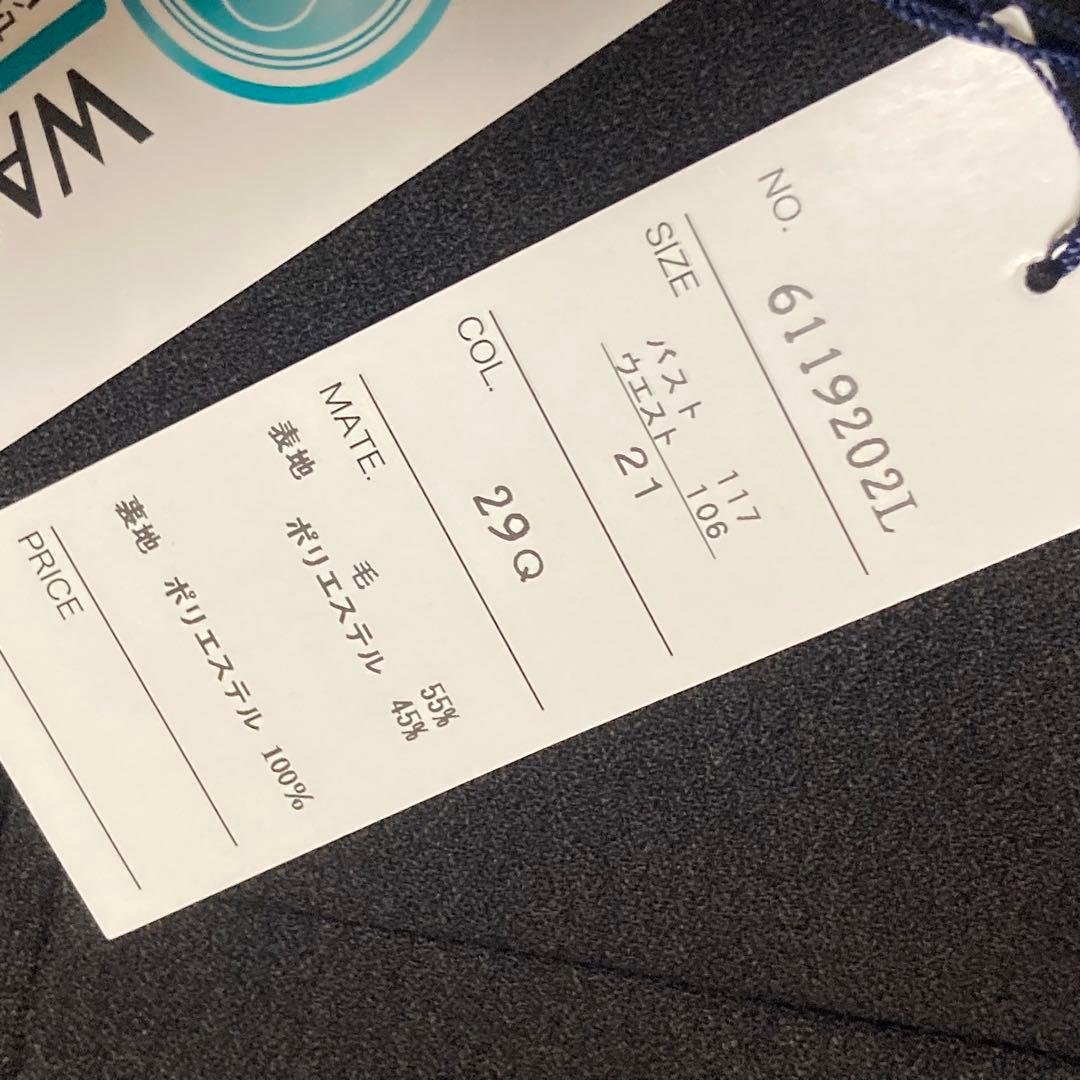 WA
NO. 6119202L
SIZE
バスト 117
ウエスト 106
21
COL. 29Q
MATE.
表地 毛 55%
ポリエステル 45%
裏地 ポリエステル 100%
PRICE